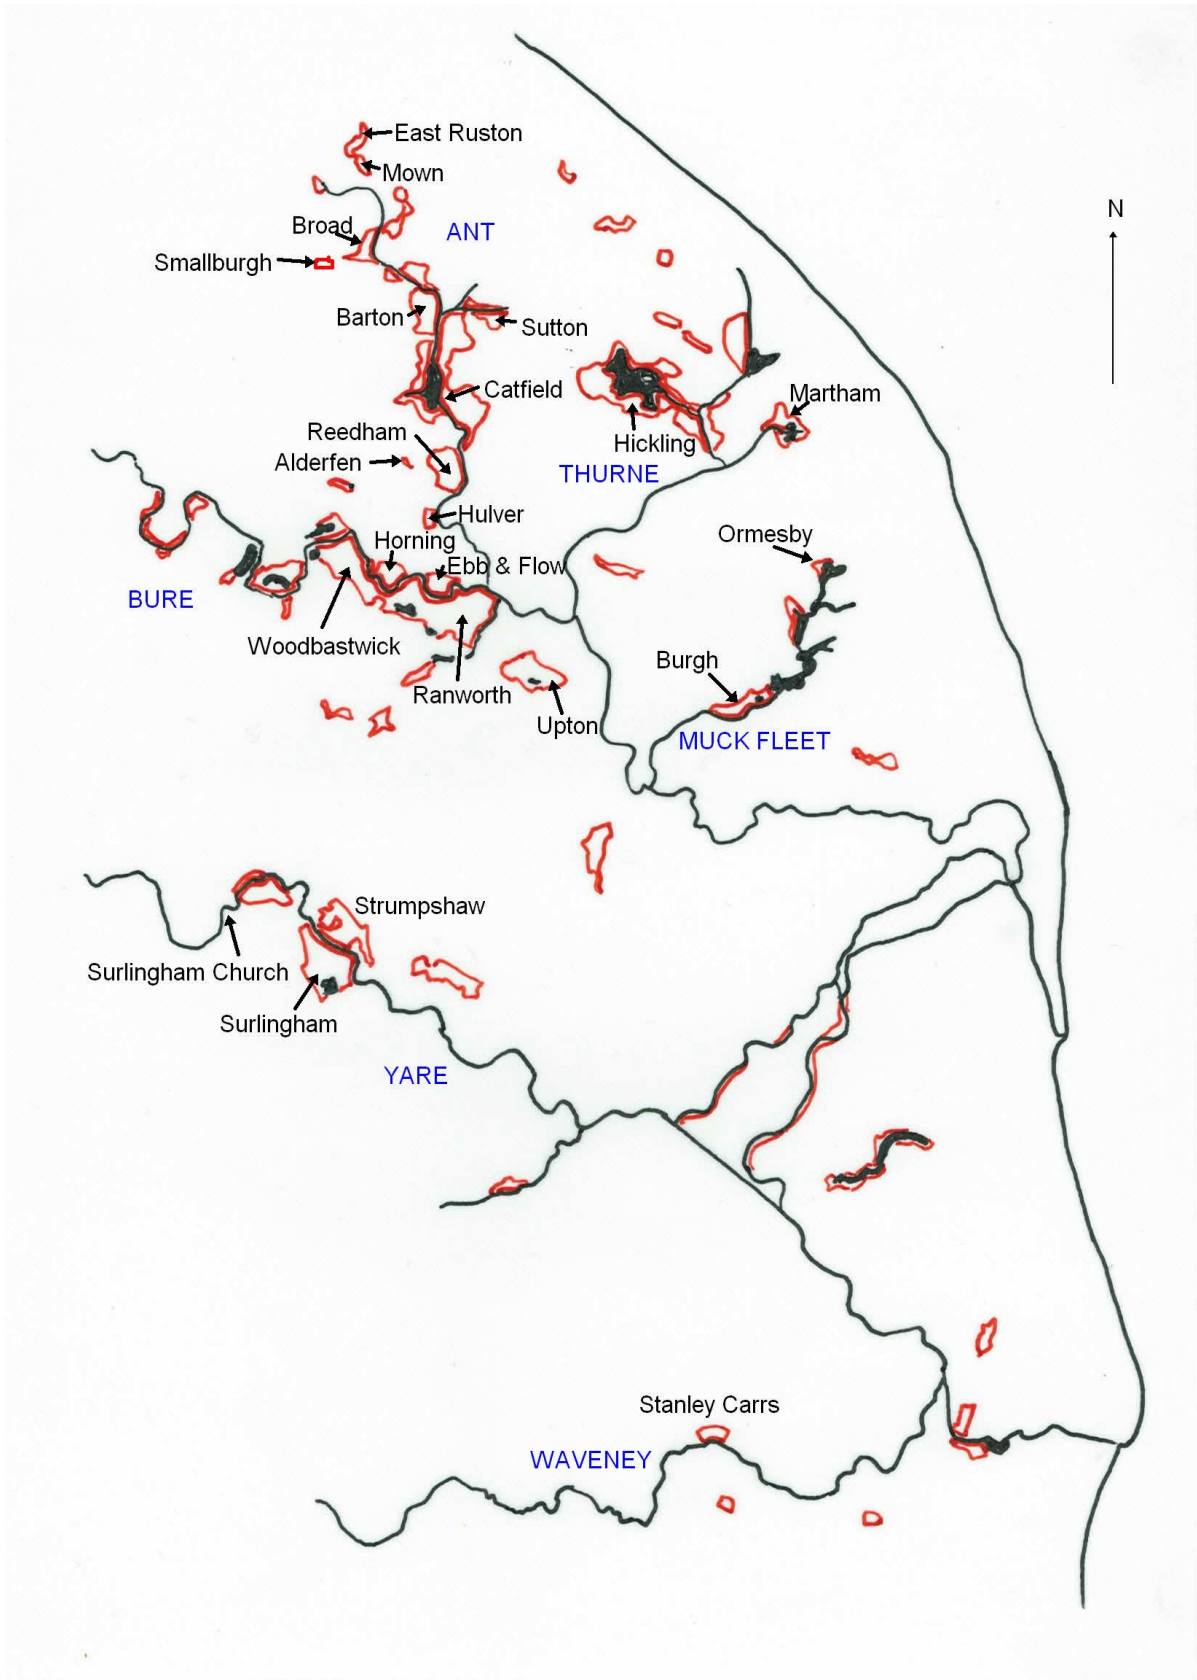 East Ruston
Mown
N
Broad
ANT
Smallburgh
Barton
Sutton
Catfield
Martham
Reedham
Hickling
Alderfen
THURNE
Hulver
Ormesby
Horning
Ebb & Flow
BURE
Woodbastwick
Burgh
Ranworth
Upton
MUCK FLEET
Strumpshaw
Surlingham Church
Surlingham
YARE
Stanley Carrs
WAVENEY